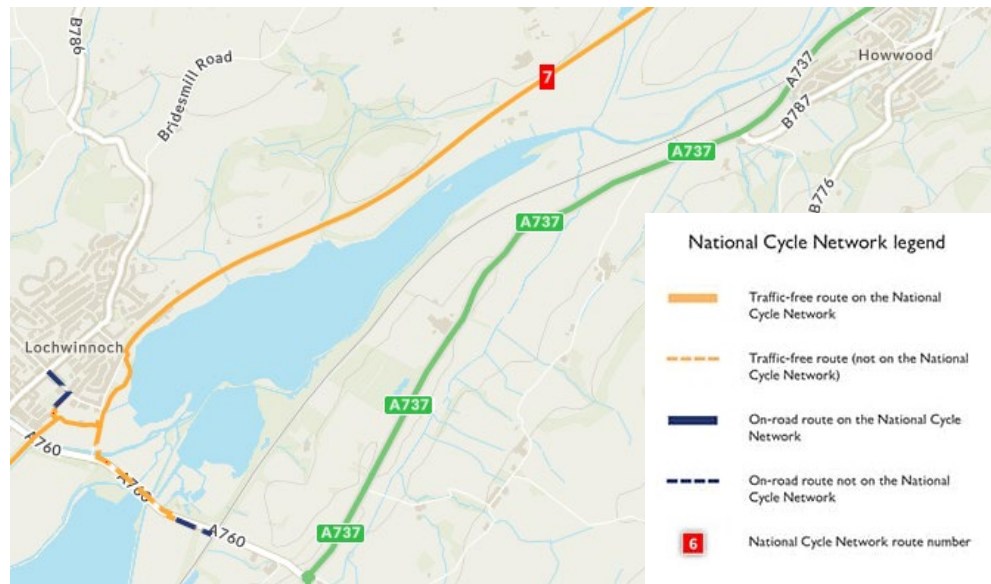 B786
Bridesmill Road
7
A737
Howwood
B787
A737
B776
A737
Lochwinnoch
A737
A760
A760
A737
A760
National Cycle Network legend
Traffic-free route on the National
Cycle Network
Traffic-free route (not on the National
Cycle Network)
On-road route on the National Cycle
Network
On-road route not on the National
Cycle Network
6
National Cycle Network route number